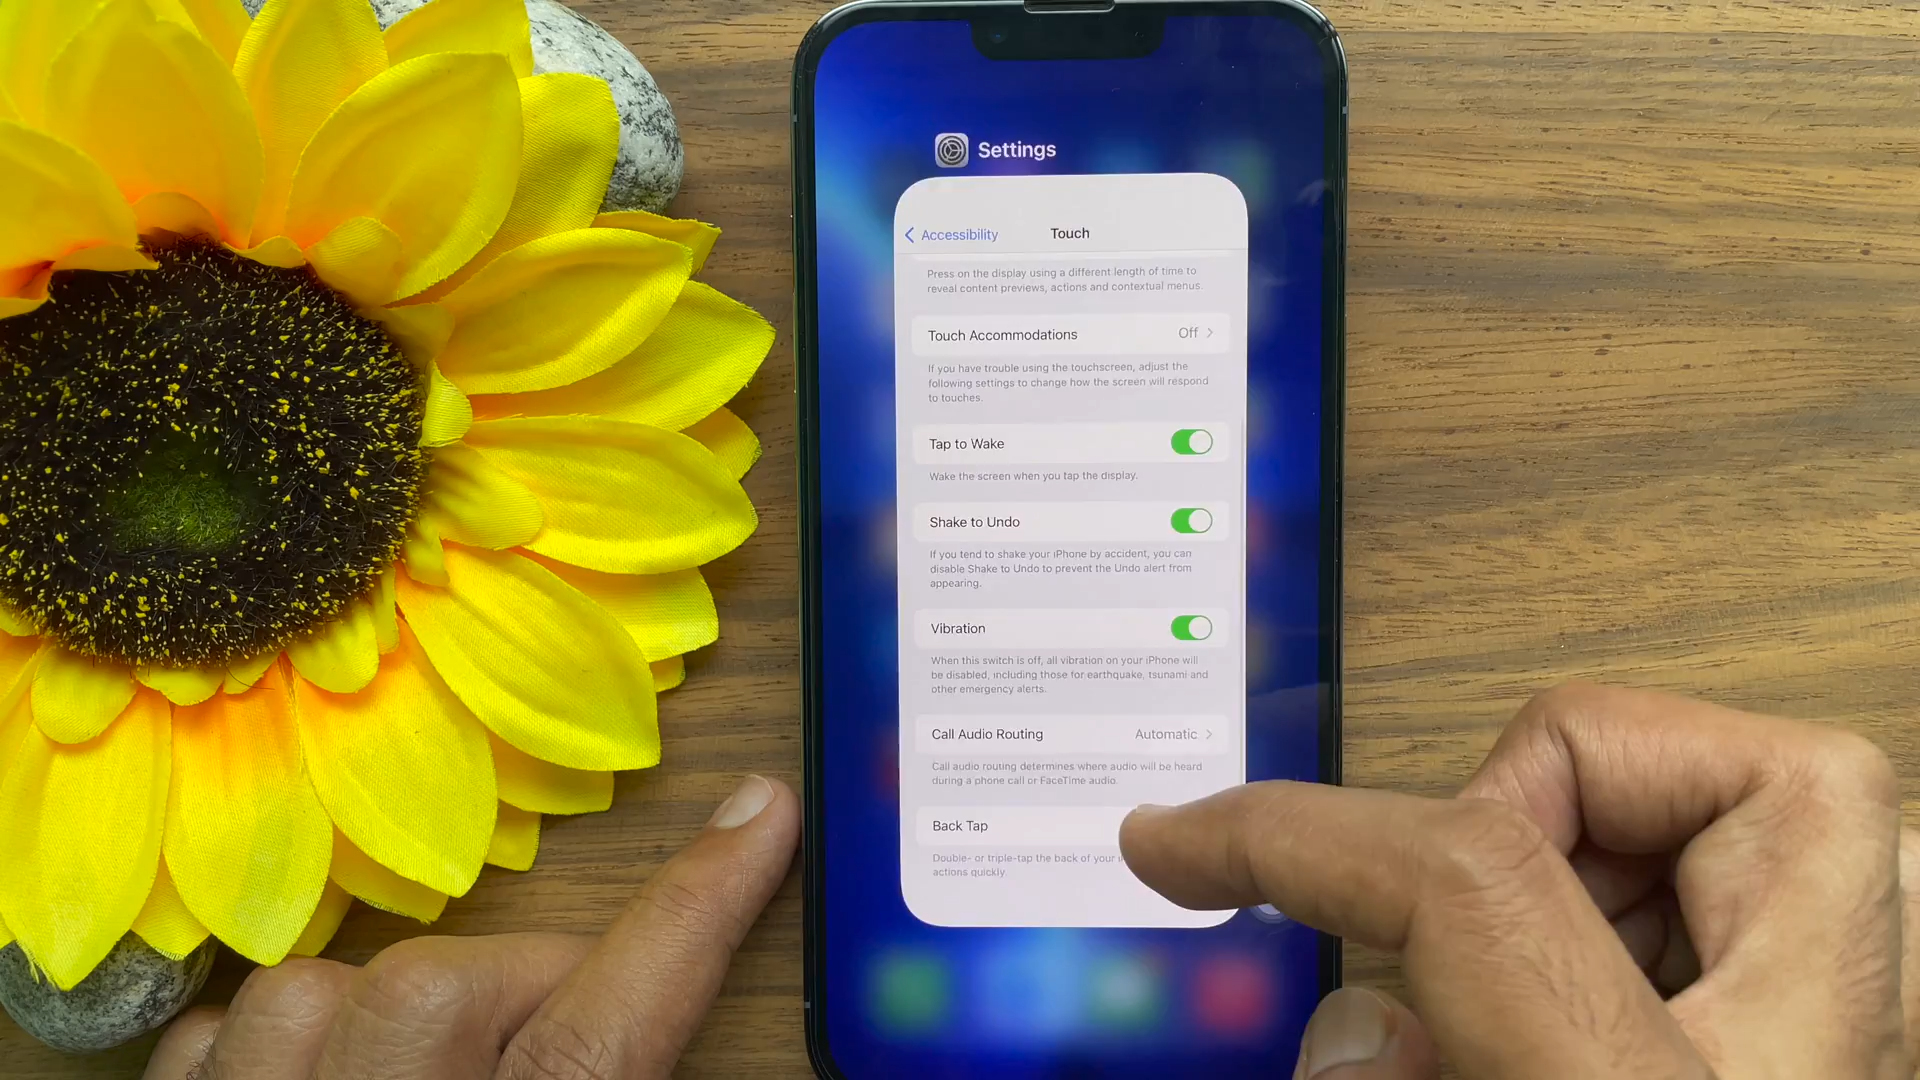 Settings
Accessibility
Touch
Press on the display using a different length of time to
reveal content previews, actions and contextual menus.
Touch Accommodations Off
If you have trouble using the touchscreen, adjust the
following settings to change how the screen will respond
to touches.
Tap to Wake
Wake the screen when you tap the display.
Shake to Undo
If you tend to shake your iPhone by accident, you can
disable Shake to Undo to prevent the Undo alert from
appearing.
Vibration
When this switch is off, all vibration on your iPhone will
be disabled, including those for earthquake, tsunami and
other emergency alerts.
Call Audio Routing Automatic
Call audio routing determines where audio will be heard
during a phone call or FaceTime audio.
Back Tap
Double- or triple-tap the back of your
actions quickly.